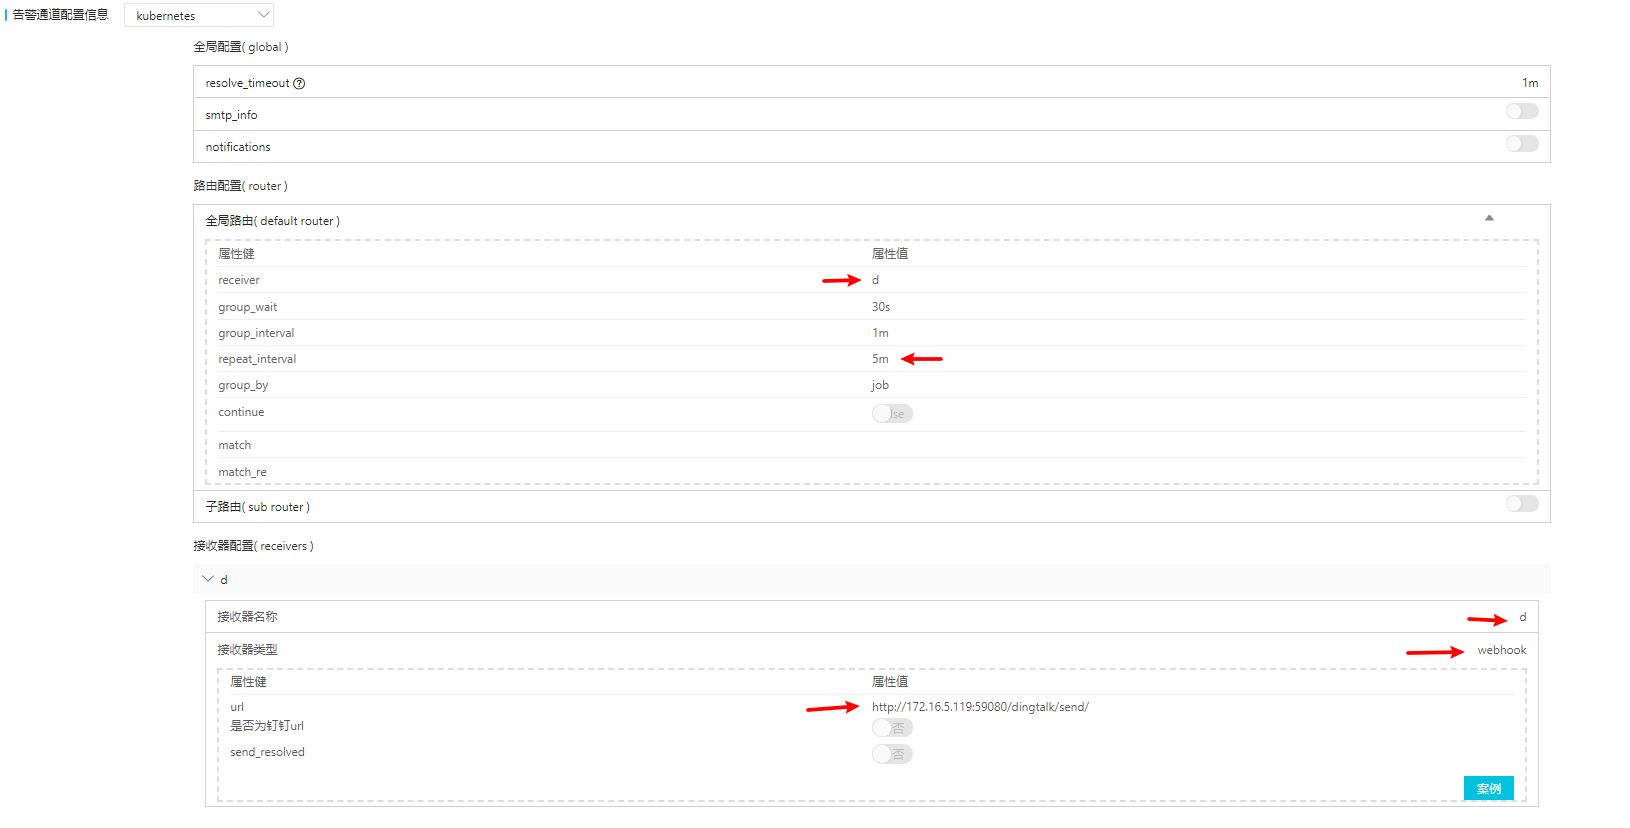 告警通道配置信息 kubernetes
全局配置( global )
resolve_timeout ? 1m
smtp_info
notifications
路由配置( router )
全局路由( default router )
属性健 属性值
receiver d
group_wait 30s
group_interval 1m
repeat_interval 5m
group_by job
continue lse
match
match_re
子路由( sub router )
接收器配置( receivers )
d
接收器名称 d
接收器类型 webhook
属性健 属性值
url http://172.16.5.119:59080/dingtalk/send/
是否为钉钉url 否
send_resolved 否
案例